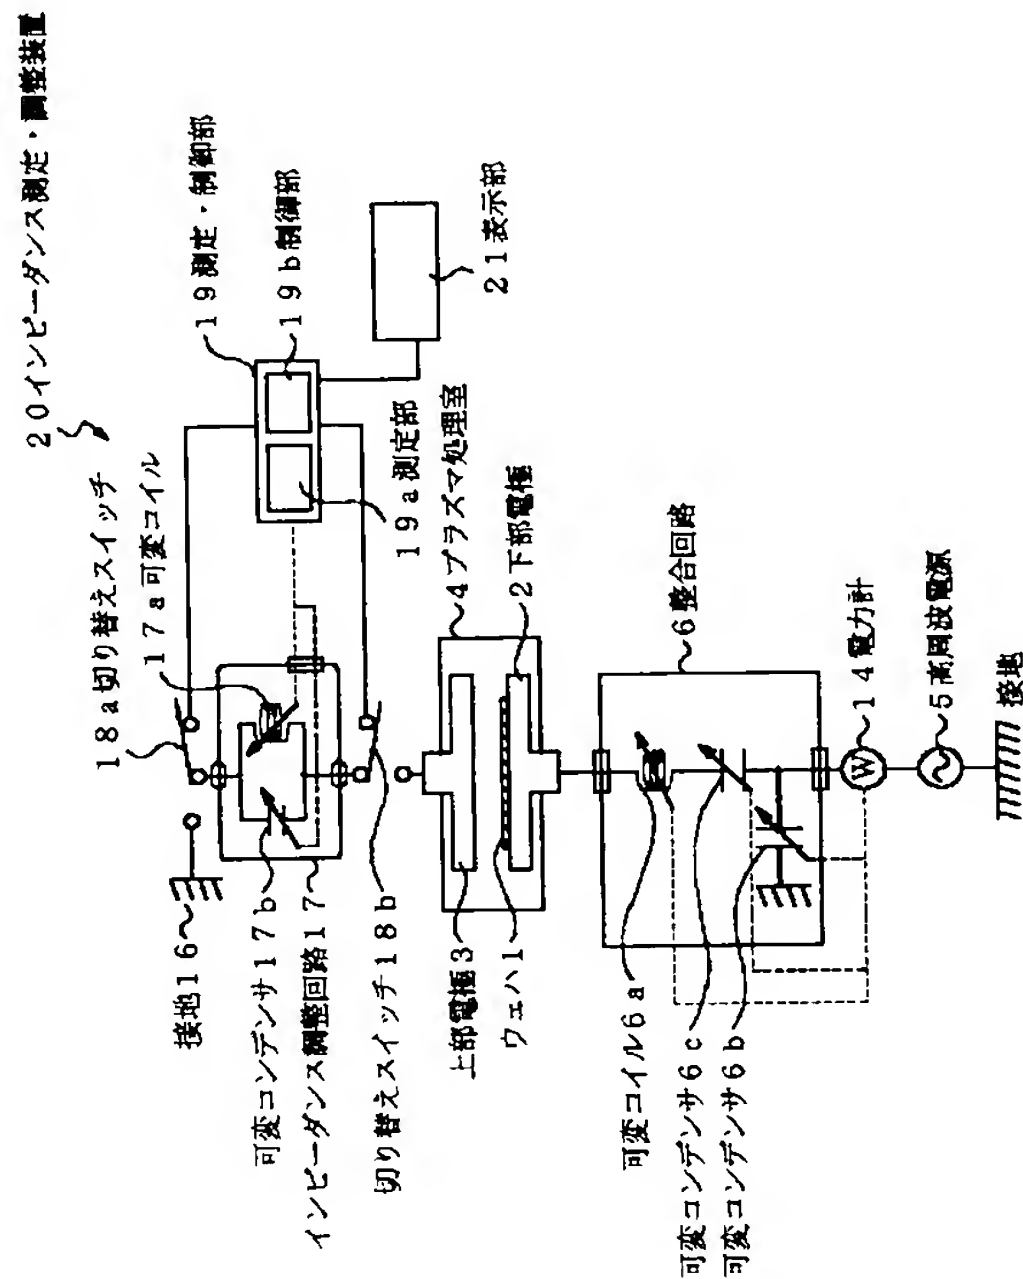 20インピーダンス測定・調整装置
19測定・制御部
19b制御部
21表示部
18a切り替えスイッチ
17a可変コイル
19a測定部
4プラズマ処理室
2下部電極
6整合回路
14電力計
5高周波電源
接地
W
接地16
可変コンデンサ17b
インピーダンス調整回路17
切り替えスイッチ18b
上部電極3
ウェハ1
可変コイル6a
可変コンデンサ6c
可変コンデンサ6b